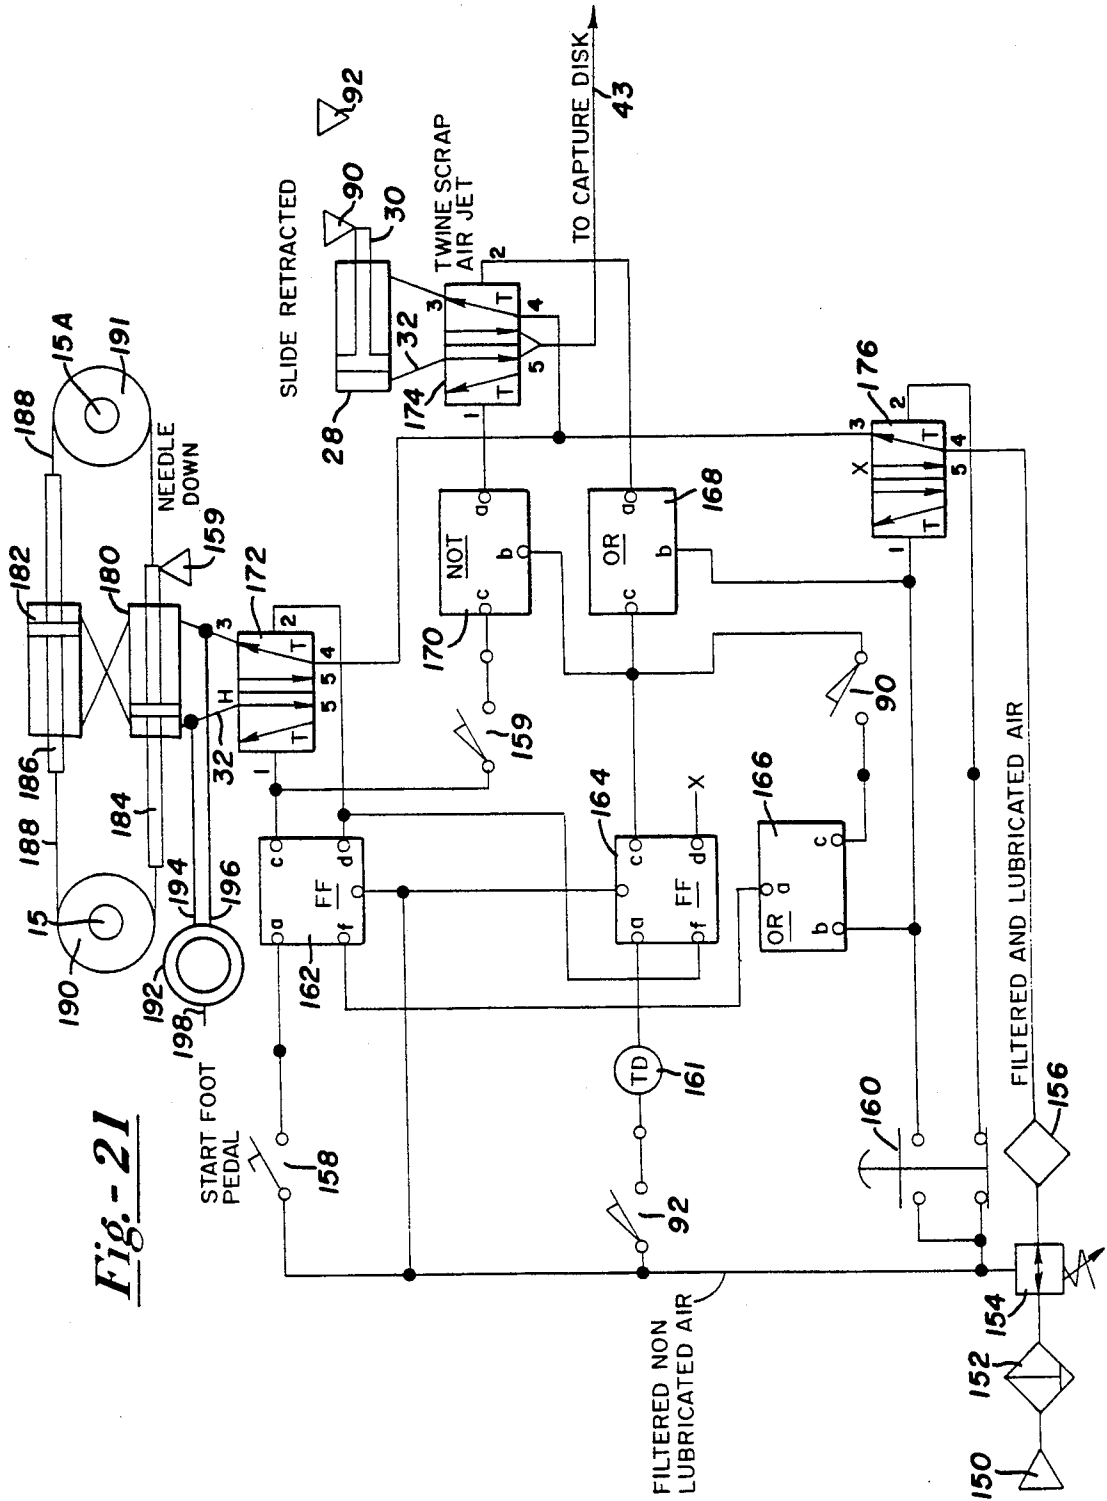 Fig.-21
START FOOT
PEDAL
NEEDLE
DOWN
SLIDE RETRACTED
TWINE SCRAP
AIR JET
TO CAPTURE DISK
43
FILTERED NON
LUBRICATED AIR
FILTERED AND LUBRICATED AIR
190
15
188
186
184
182
180
188
15A
191
159
192
194
196
198
32
H
3
172
2
T
T
4
5
5
1
28
90
30
92
32
174
3
2
T
T
4
5
1
158
162
a
c
FF
f
d
159
170
NOT
c
a
b
OR
c
a
b
168
92
TD
161
164
a
c
FF
f
d
X
166
OR
a
b
c
90
176
3
2
X
T
T
4
5
1
160
150
152
154
156